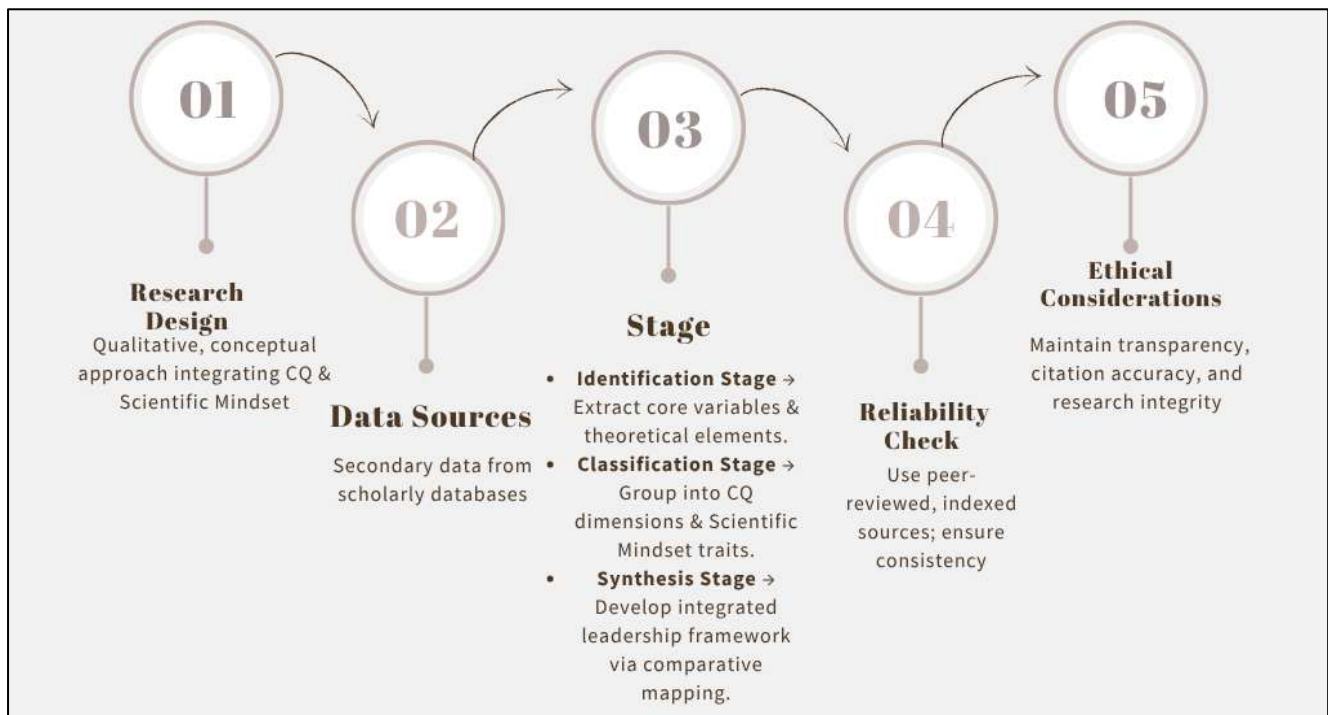 01
Research
Design
Qualitative, conceptual
approach integrating CQ &
Scientific Mindset
02
Data Sources
Secondary data from
scholarly databases
03
Stage
• Identification Stage →
Extract core variables &
theoretical elements.
• Classification Stage →
Group into CQ
dimensions & Scientific
Mindset traits.
• Synthesis Stage →
Develop integrated
leadership framework
via comparative
mapping.
04
Reliability
Check
Use peer-
reviewed, indexed
sources; ensure
consistency
05
Ethical
Considerations
Maintain transparency,
citation accuracy, and
research integrity